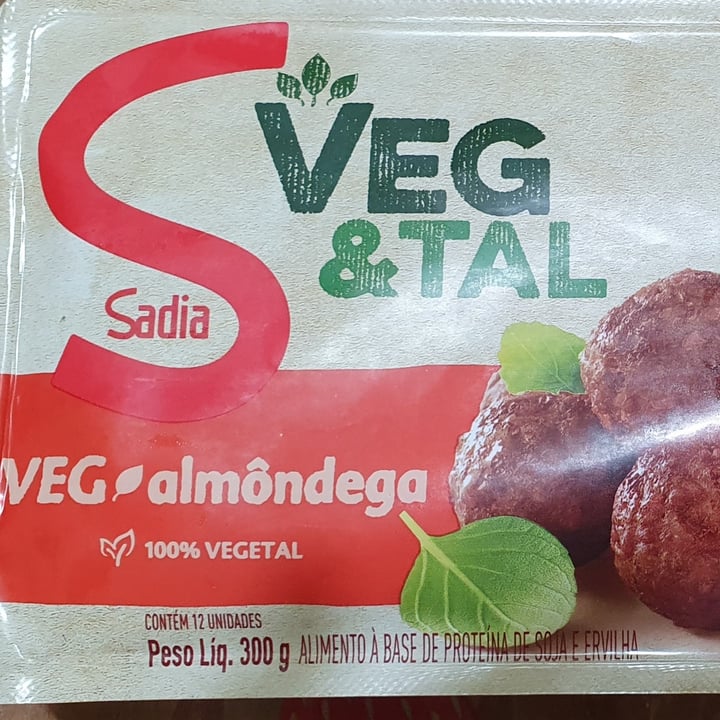 S
Sadia
VEG
&TAL
VEG almôndega
100% VEGETAL
CONTÉM 12 UNIDADES
Peso Líq. 300 g ALIMENTO À BASE DE PROTEÍNA DE SOJA E ERVILHA